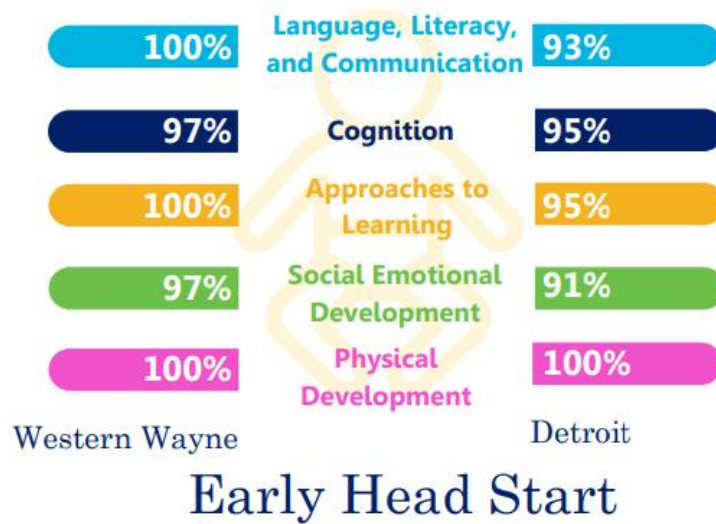 Language, Literacy,
100% and Communication 93%
97% Cognition 95%
Approaches to
100% Learning 95%
Social Emotional
97% Development 91%
Physical
100% Development 100%
Western Wayne Detroit
Early Head Start